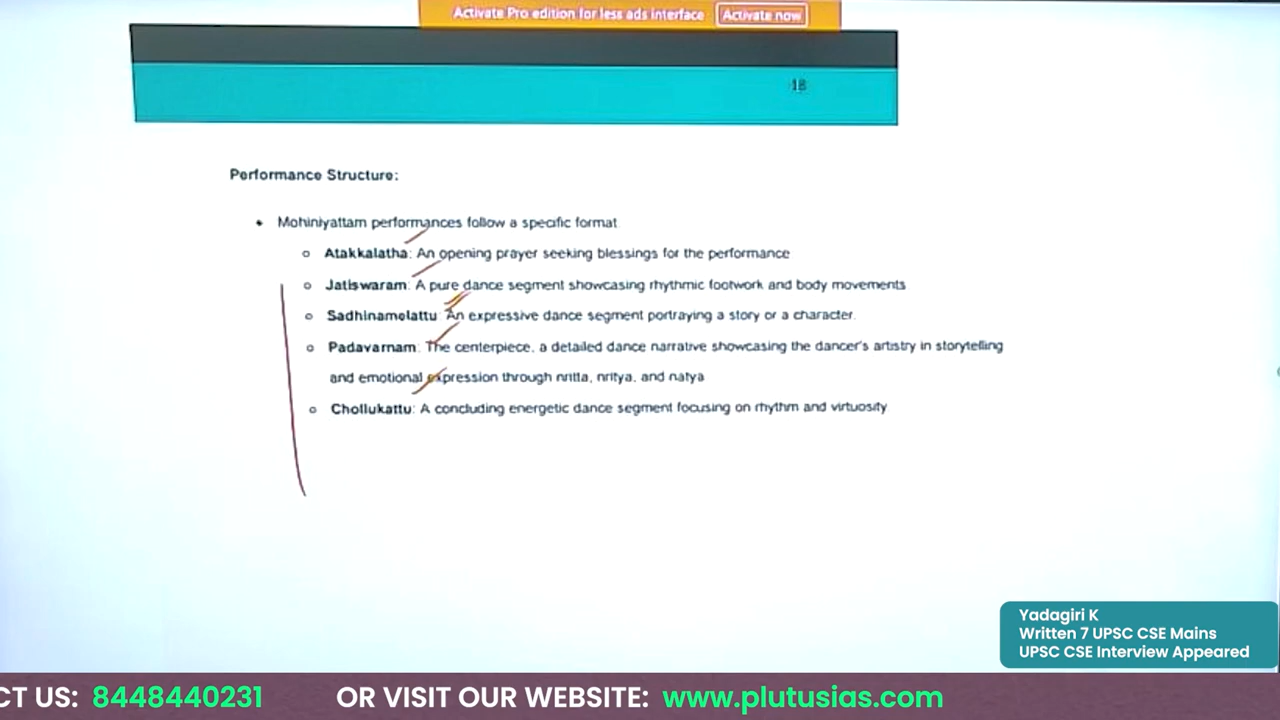 Activate Pro edition for less ads interface Activate now
18
Performance Structure:
• Mohiniyattam performances follow a specific format
o Atakkalatha: An opening prayer seeking blessings for the performance
o Jatiswaram: A pure dance segment showcasing rhythmic footwork and body movements
o Sadhinamelattu: An expressive dance segment portraying a story or a character.
o Padavarnam: The centerpiece, a detailed dance narrative showcasing the dancer's artistry in storytelling
and emotional expression through nritta, nritya, and natya
o Chollukattu: A concluding energetic dance segment focusing on rhythm and virtuosity
Yadagiri K
Written 7 UPSC CSE Mains
UPSC CSE Interview Appeared
CT US: 8448440231 OR VISIT OUR WEBSITE: www.plutusias.com